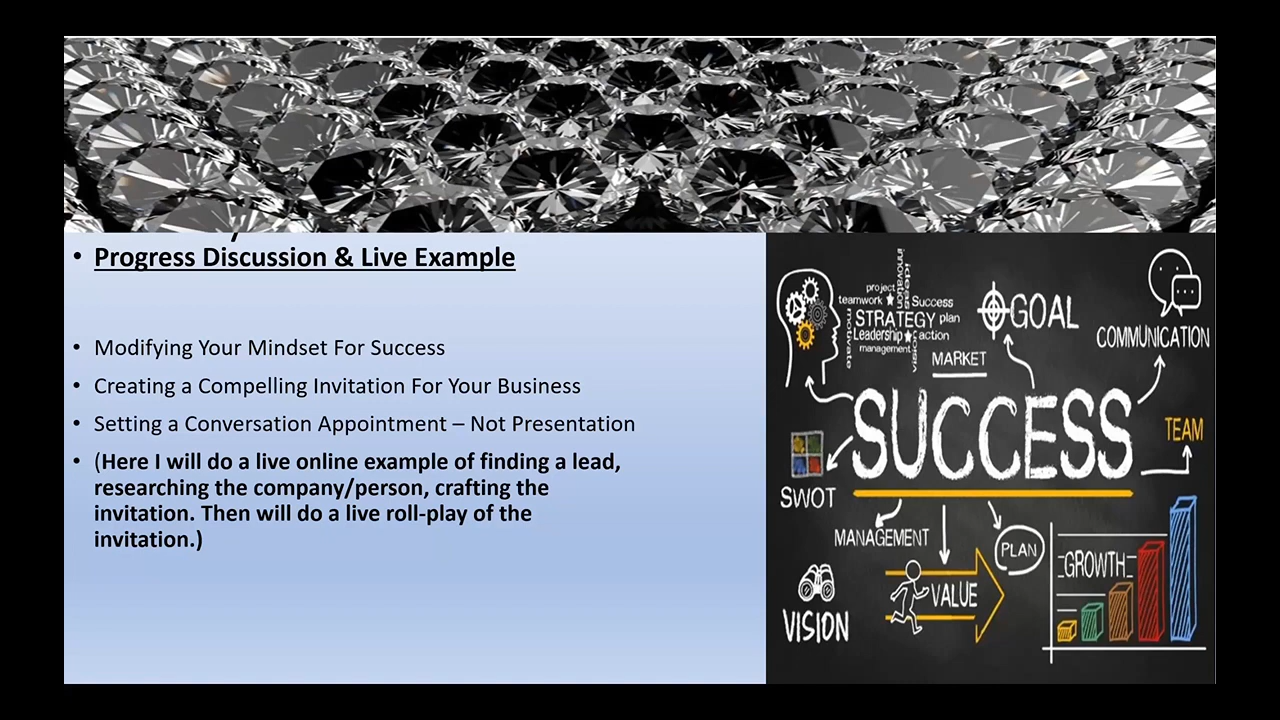 • Progress Discussion & Live Example
• Modifying Your Mindset For Success
• Creating a Compelling Invitation For Your Business
• Setting a Conversation Appointment – Not Presentation
• (Here I will do a live online example of finding a lead,
researching the company/person, crafting the
invitation. Then will do a live roll-play of the
invitation.)
innovation
ideas
project
teamwork
Success
STRATEGY plan
motivate
Leadership action
management
MARKET
GOAL
COMMUNICATION
SUCCESS
TEAM
SWOT
MANAGEMENT
PLAN
GROWTH
VALUE
VISION